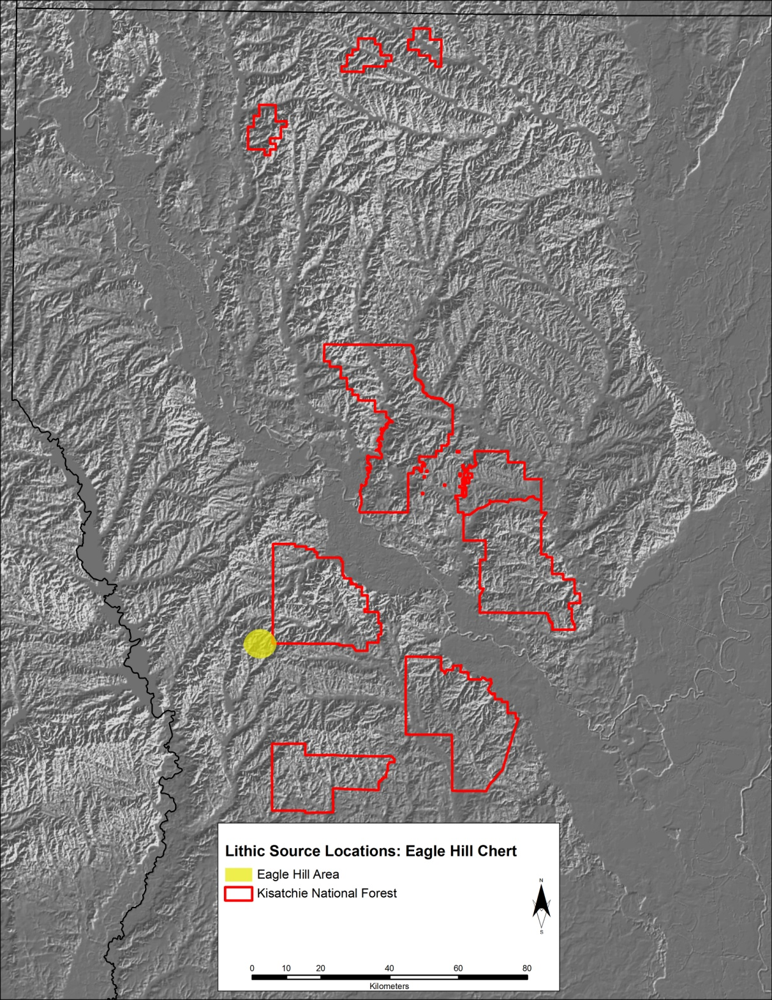 Lithic Source Locations: Eagle Hill Chert
Eagle Hill Area
Kisatchie National Forest
N
S
0 10 20 40 60 80
Kilometers